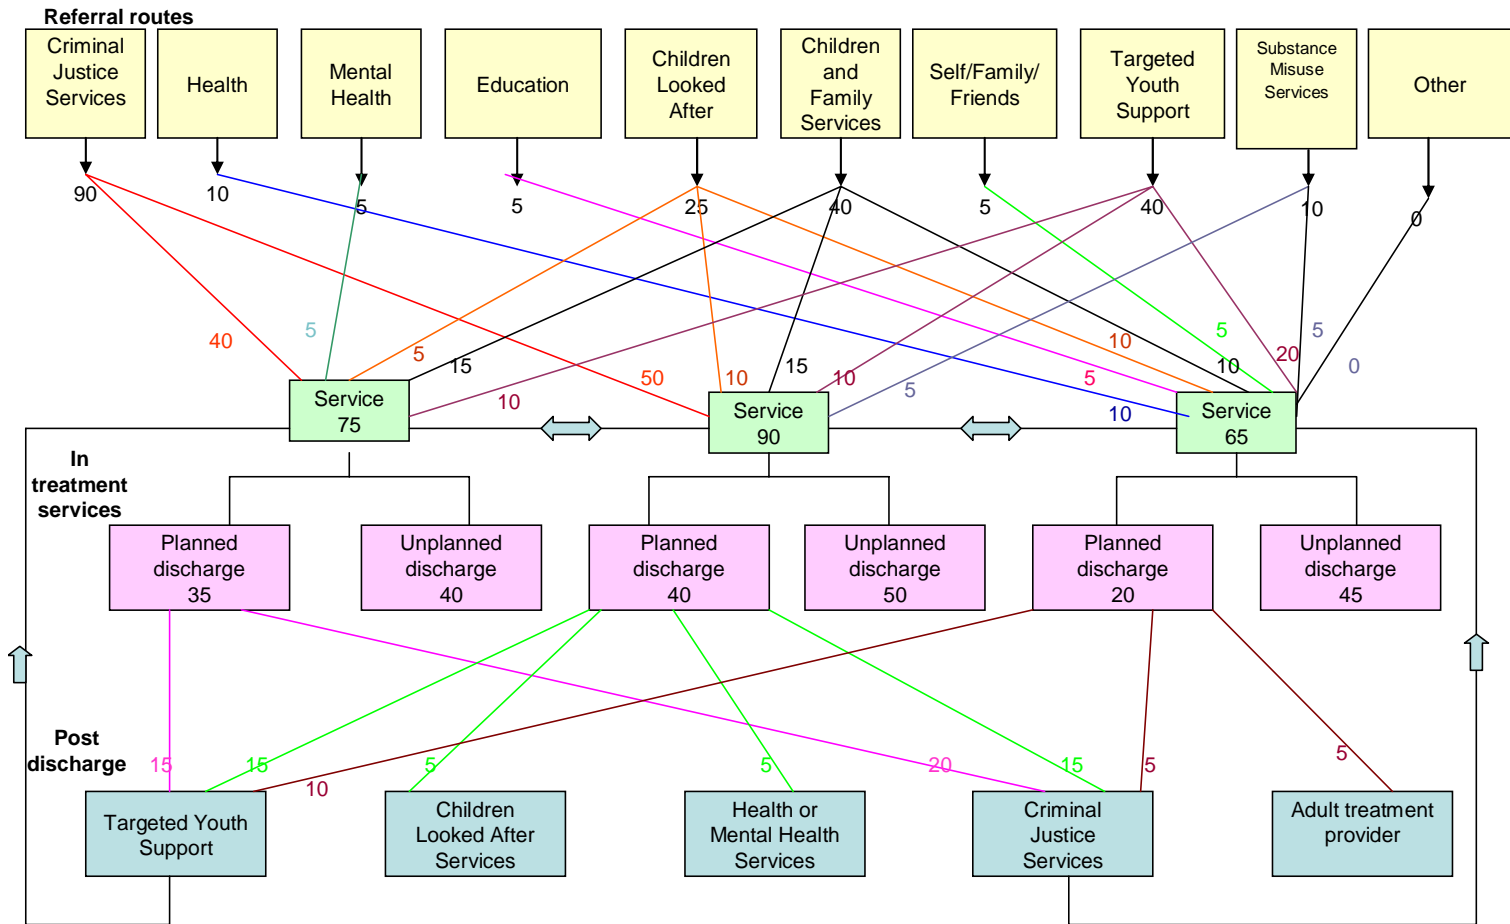 Referral routes
Criminal
Justice
Services
Health
Mental
Health
Education
Children
Looked
After
Children
and
Family
Services
Self/Family/
Friends
Targeted
Youth
Support
Substance
Misuse
Services
Other
90
10
5
5
25
40
5
40
10
0
40
5
5
15
10
50
10
15
10
5
10
5
10
5
10
20
5
0
Service
75
Service
90
Service
65
In
treatment
services
Planned
discharge
35
Unplanned
discharge
40
Planned
discharge
40
Unplanned
discharge
50
Planned
discharge
20
Unplanned
discharge
45
Post
discharge
15
15
10
5
5
20
15
5
5
Targeted Youth
Support
Children
Looked After
Services
Health or
Mental Health
Services
Criminal
Justice
Services
Adult treatment
provider